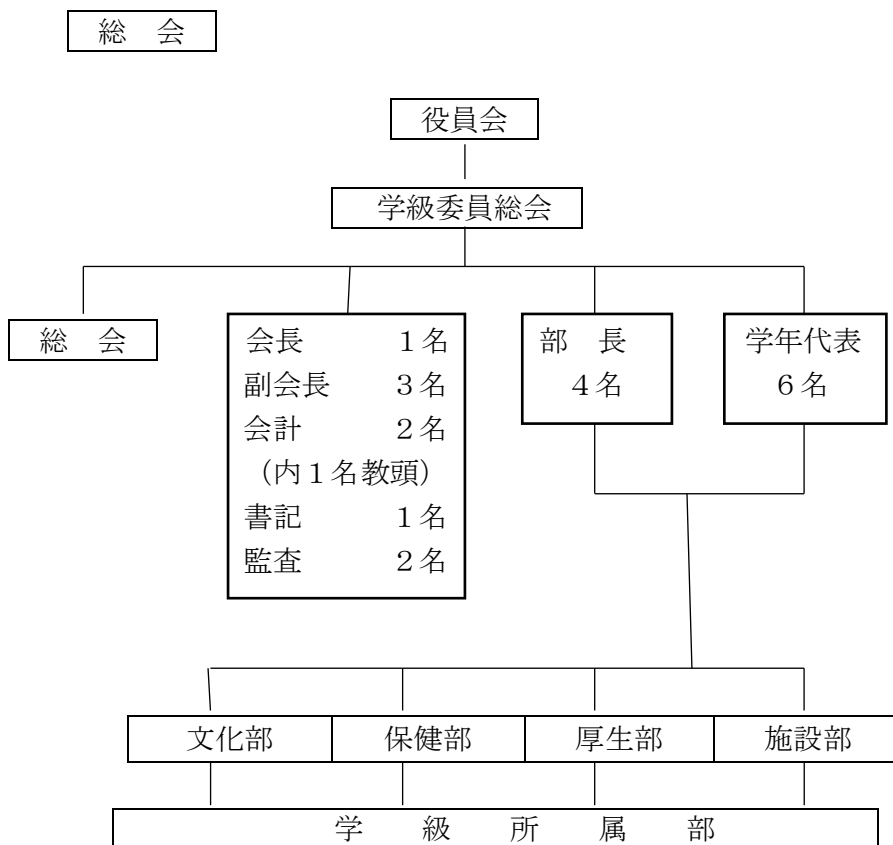 総　会
役員会
学級委員総会
総　会
会長　　　１名
副会長　　３名
会計　　　２名
（内１名教頭）
書記　　　１名
監査　　　２名
部　長
４名
学年代表
６名
文化部　保健部　厚生部　施設部
学　級　所　属　部